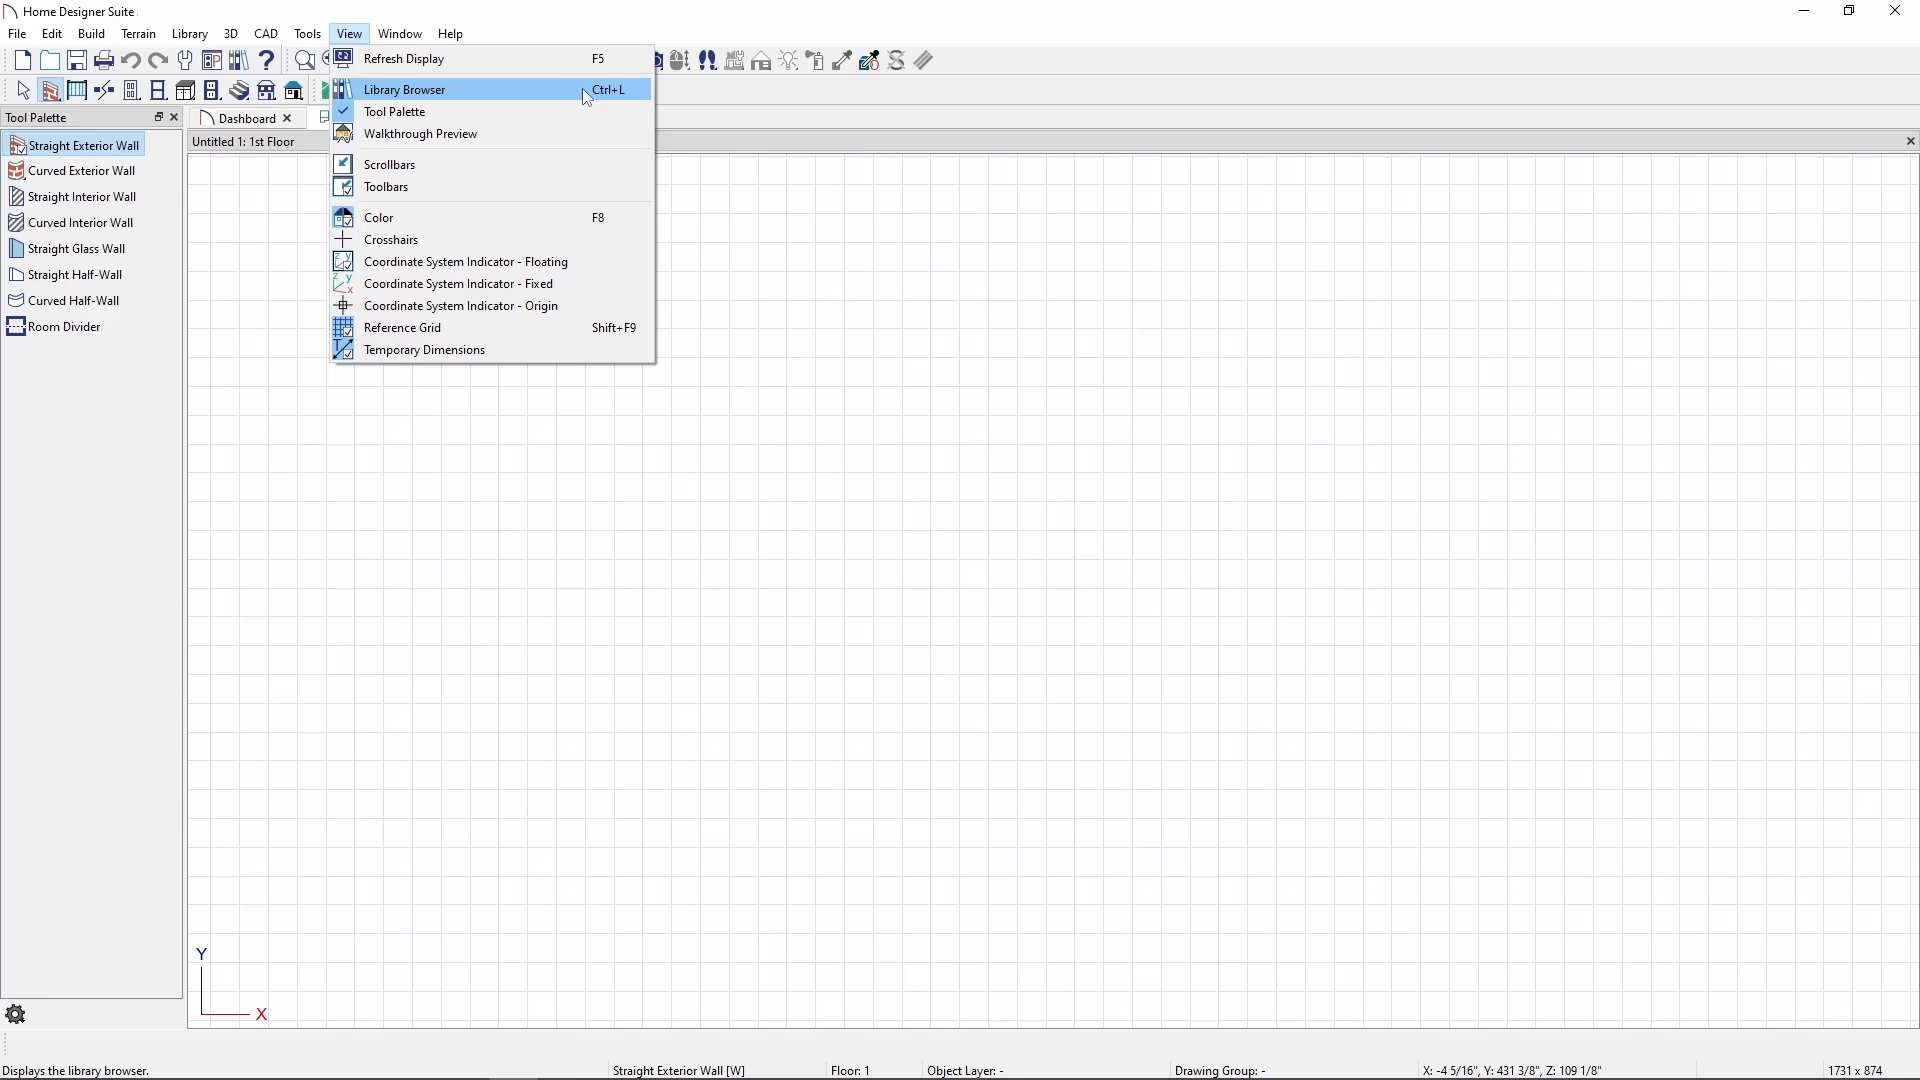 Home Designer Suite
File Edit Build Terrain Library 3D CAD Tools View Window Help
Tool Palette
Dashboard
Untitled 1: 1st Floor
Straight Exterior Wall
Curved Exterior Wall
Straight Interior Wall
Curved Interior Wall
Straight Glass Wall
Straight Half-Wall
Curved Half-Wall
Room Divider
Refresh Display F5
Library Browser Ctrl+L
Tool Palette
Walkthrough Preview
Scrollbars
Toolbars
Color F8
Crosshairs
Coordinate System Indicator - Floating
Coordinate System Indicator - Fixed
Coordinate System Indicator - Origin
Reference Grid Shift+F9
Temporary Dimensions
Y
X
Displays the library browser. Straight Exterior Wall [W] Floor: 1 Object Layer: - Drawing Group: - X: -4 5/16", Y: 431 3/8", Z: 109 1/8" 1731 x 874